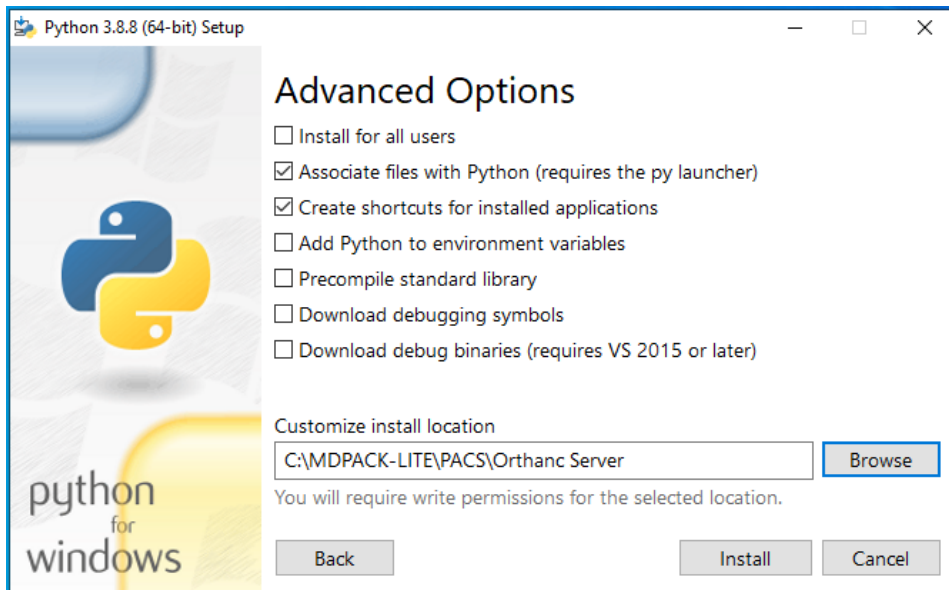 Python 3.8.8 (64-bit) Setup
Advanced Options
Install for all users
Associate files with Python (requires the py launcher)
Create shortcuts for installed applications
Add Python to environment variables
Precompile standard library
Download debugging symbols
Download debug binaries (requires VS 2015 or later)
Customize install location
C:\MDPACK-LITE\PACS\Orthanc Server
Browse
You will require write permissions for the selected location.
python
for
windows
Back
Install
Cancel